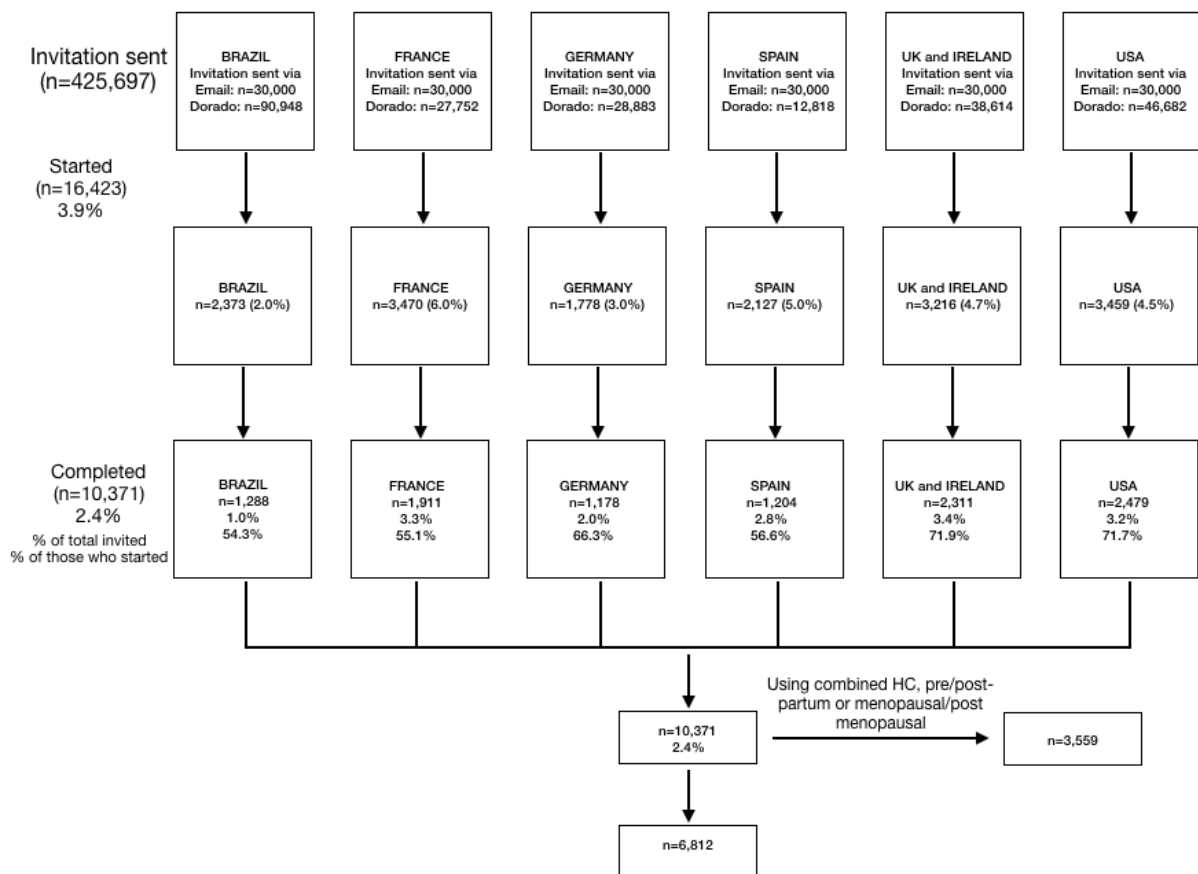 Invitation sent
(n=425,697)
BRAZIL
Invitation sent via
Email: n=30,000
Dorado: n=90,948
FRANCE
Invitation sent via
Email: n=30,000
Dorado: n=27,752
GERMANY
Invitation sent via
Email: n=30,000
Dorado: n=28,883
SPAIN
Invitation sent via
Email: n=30,000
Dorado: n=12,818
UK and IRELAND
Invitation sent via
Email: n=30,000
Dorado: n=38,614
USA
Invitation sent via
Email: n=30,000
Dorado: n=46,682
Started
(n=16,423)
3.9%
BRAZIL
n=2,373 (2.0%)
FRANCE
n=3,470 (6.0%)
GERMANY
n=1,778 (3.0%)
SPAIN
n=2,127 (5.0%)
UK and IRELAND
n=3,216 (4.7%)
USA
n=3,459 (4.5%)
Completed
(n=10,371)
2.4%
% of total invited
% of those who started
BRAZIL
n=1,288
1.0%
54.3%
FRANCE
n=1,911
3.3%
55.1%
GERMANY
n=1,178
2.0%
66.3%
SPAIN
n=1,204
2.8%
56.6%
UK and IRELAND
n=2,311
3.4%
71.9%
USA
n=2,479
3.2%
71.7%
Using combined HC, pre/post-
partum or menopausal/post
menopausal
n=10,371
2.4%
n=3,559
n=6,812